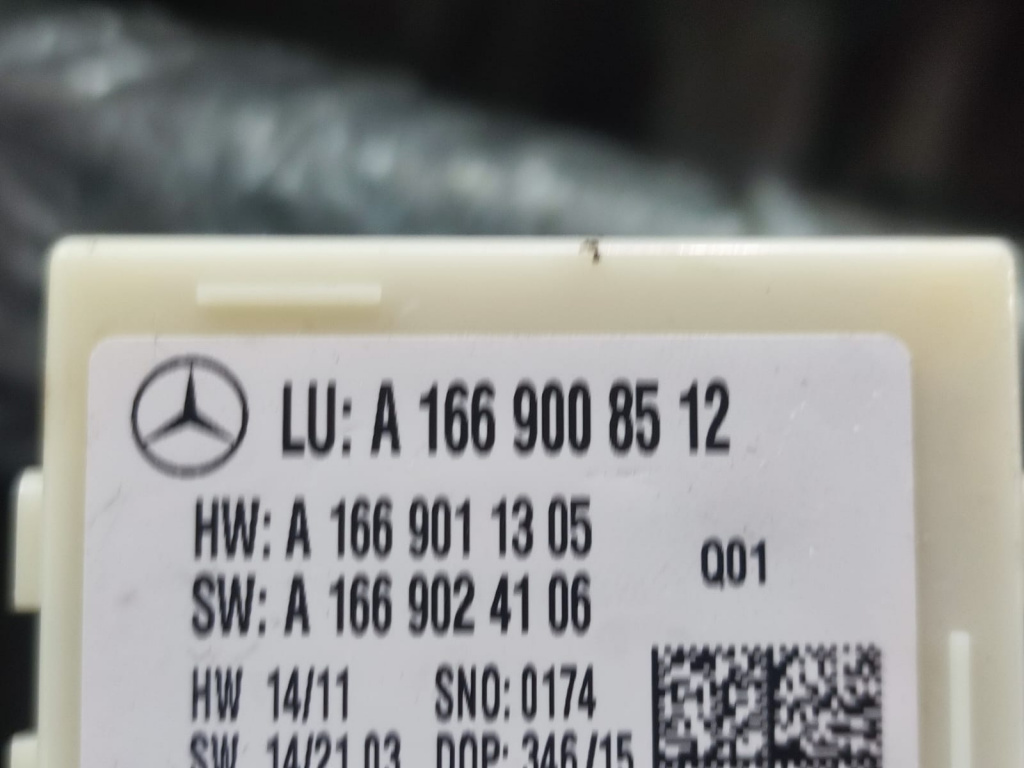 LU: A 166 900 85 12
HW: A 166 901 13 05
Q01
SW: A 166 902 41 06
HW 14/11 SNO: 0174
SW 14/21 03 DOP: 346/15